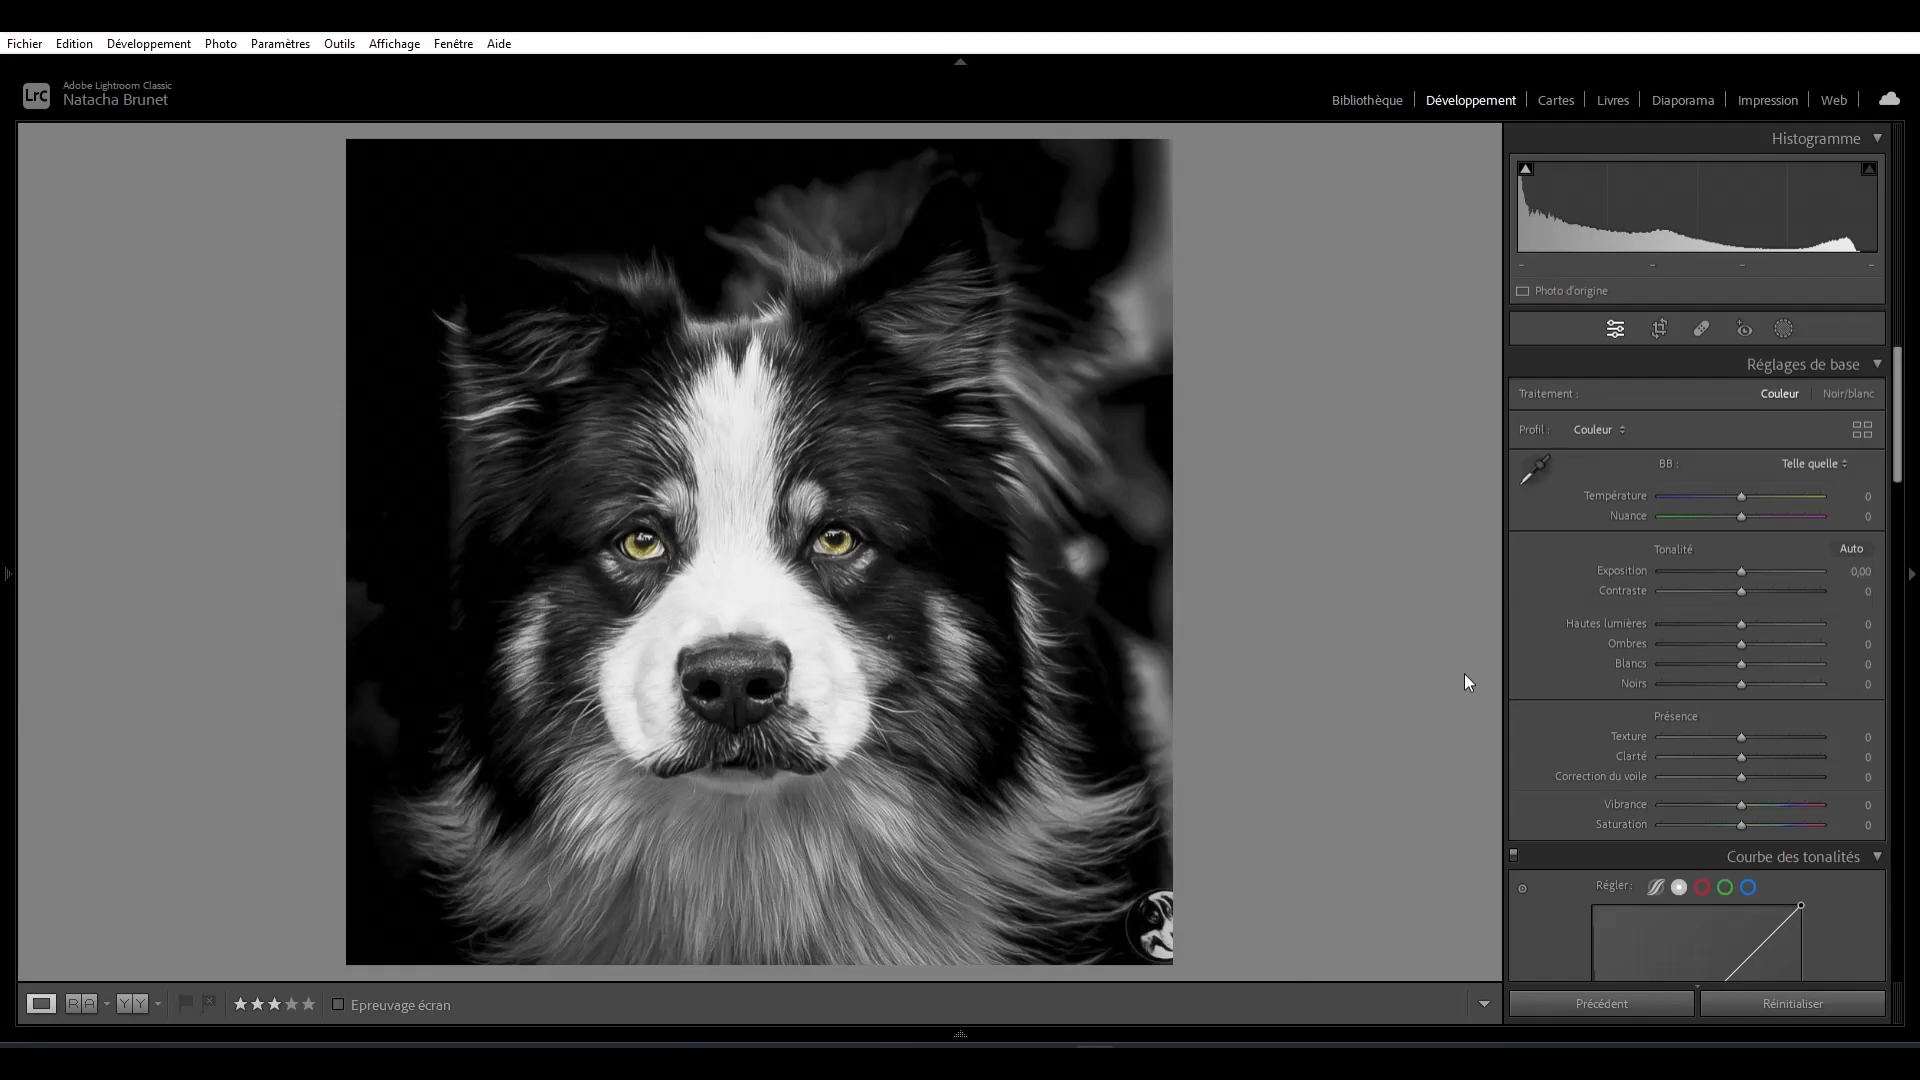 Fichier Edition Développement Photo Paramètres Outils Affichage Fenêtre Aide
LrC
Adobe Lightroom Classic
Natacha Brunet
Bibliothèque Développement Cartes Livres Diaporama Impression Web
Histogramme
Photo d'origine
Réglages de base
Traitement : Couleur Noir/blanc
Profil : Couleur
BB : Telle quelle
Température 0
Nuance 0
Tonalité Auto
Exposition 0,00
Contraste 0
Hautes lumières 0
Ombres 0
Blancs 0
Noirs 0
Présence
Texture 0
Clarté 0
Correction du voile 0
Vibrance 0
Saturation 0
Courbe des tonalités
Régler :
R A Y Y Epreuvage écran
Précédent Réinitialiser